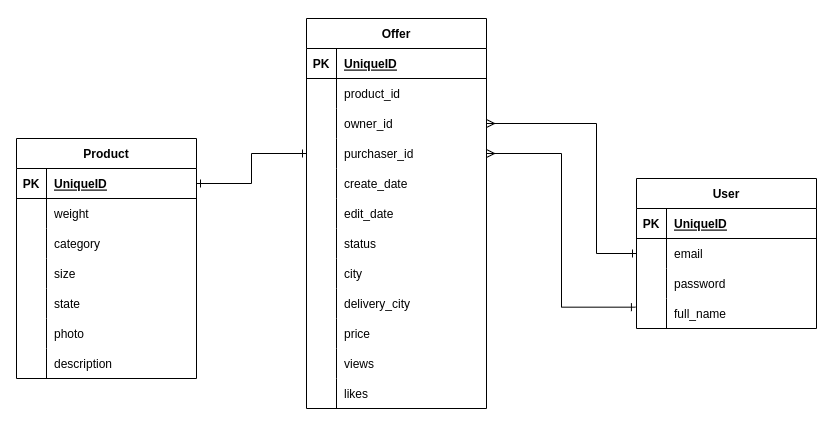 Offer
PK UniqueID
product_id
owner_id
purchaser_id
create_date
edit_date
status
city
delivery_city
price
views
likes
Product
PK UniqueID
weight
category
size
state
photo
description
User
PK UniqueID
email
password
full_name